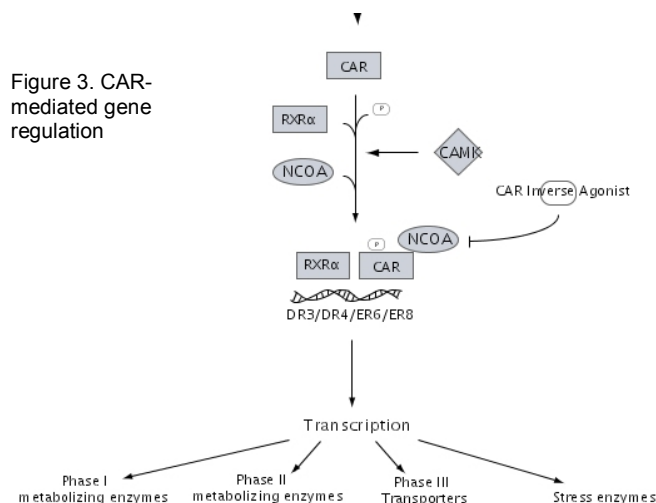 Figure 3. CAR-
mediated gene
regulation
CAR
P
RXRα
CAMK
NCOA
CAR Inverse Agonist
NCOA
P
RXRα
CAR
DR3/DR4/ER6/ER8
Transcription
Phase I
metabolizing enzymes
Phase II
metabolizing enzymes
Phase III
Transporters
Stress enzymes